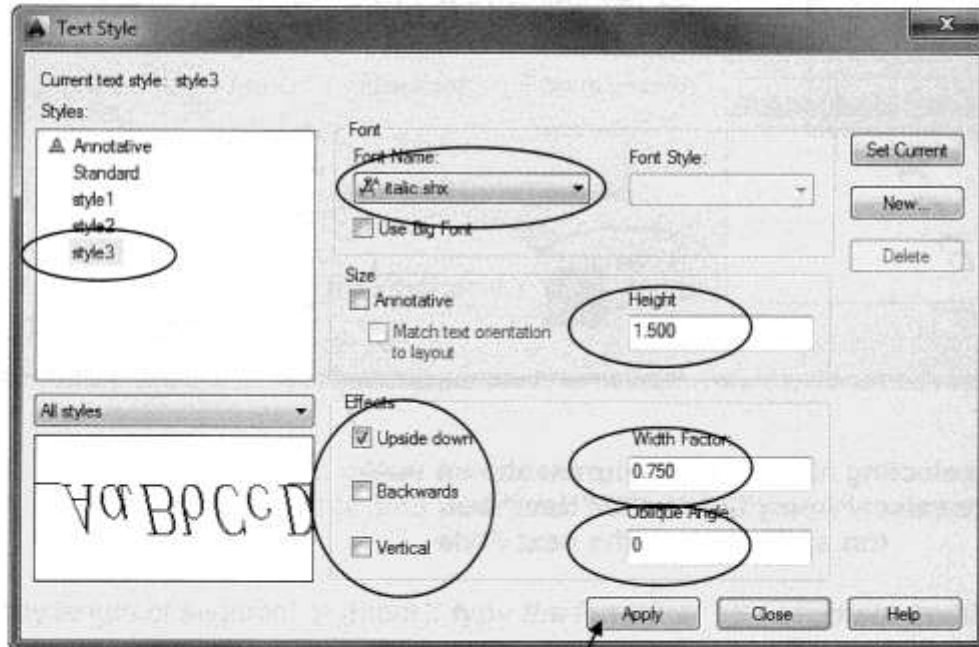 Text Style
Current text style: style3
Styles:
Annotative
Standard
style1
style2
style3
All styles
AaBbCcD
Font
Font Name:
italic.shx
Use Big Font
Font Style:
Size
Annotative
Match text orientation
to layout
Height
1.500
Effects
Upside down
Backwards
Vertical
Width Factor:
0.750
Oblique Angle:
0
Set Current
New...
Delete
Apply
Close
Help